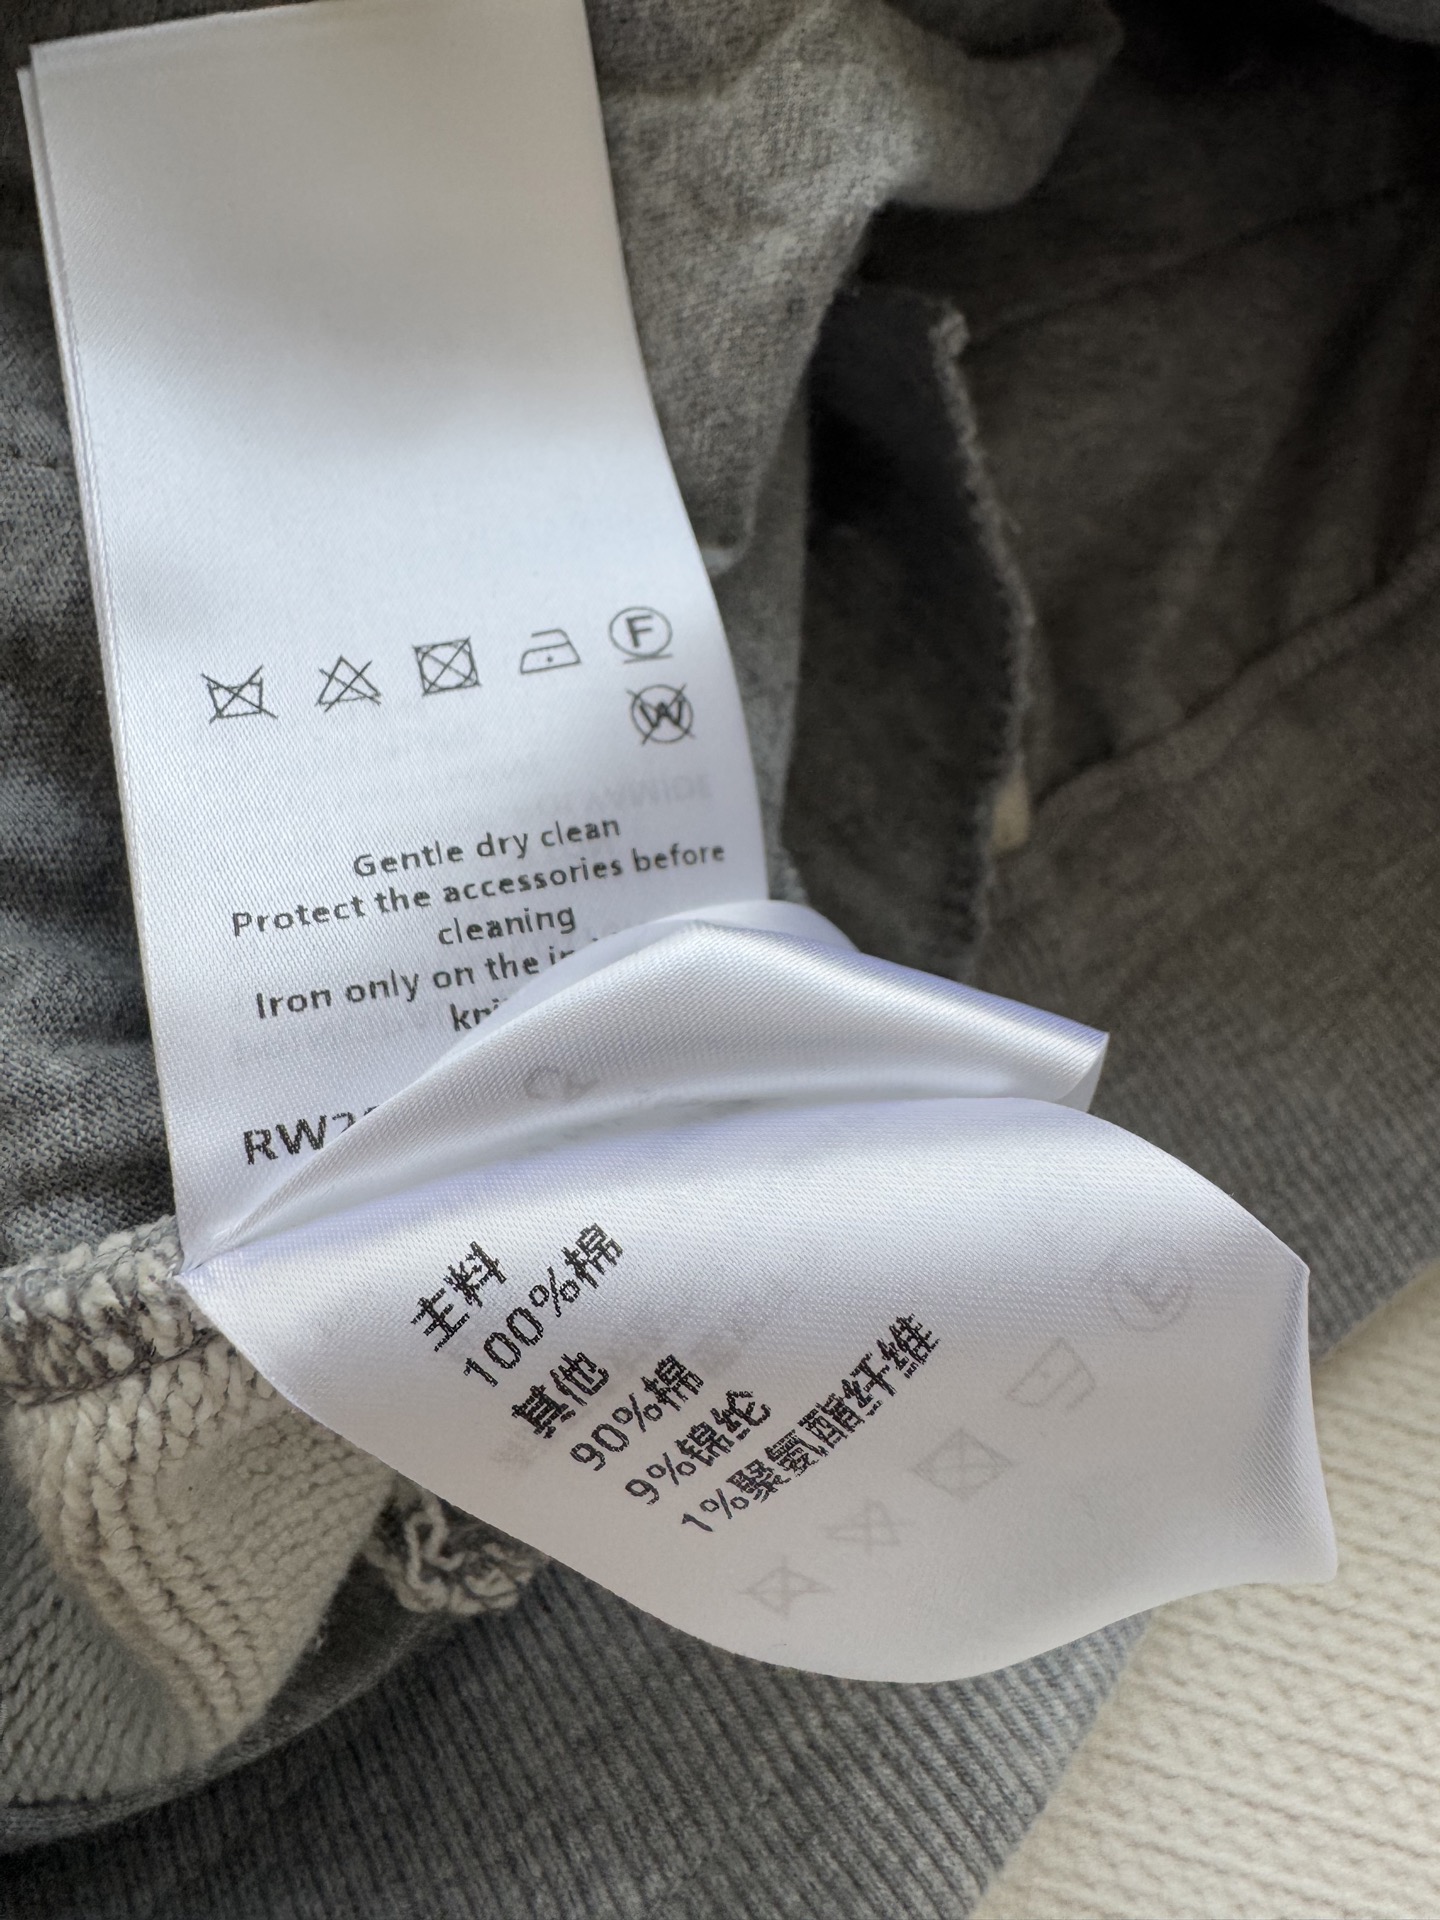 F
W
Gentle dry clean
Protect the accessories before
cleaning
Iron only on the
RW
主料
100%棉
其他
90%棉
9%锦纶
1%聚氨酯纤维